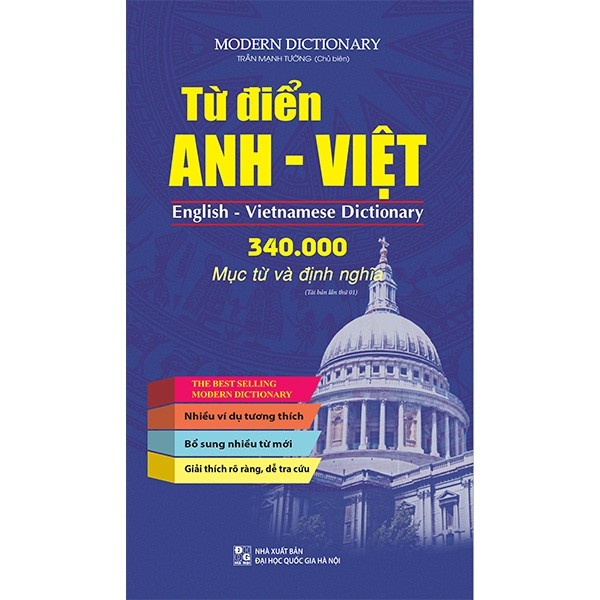 MODERN DICTIONARY
TRẦN MẠNH TƯỜNG (Chủ biên)
Từ điển
ANH - VIỆT
English - Vietnamese Dictionary
340.000
Mục từ và định nghĩa
(Tái bản lần thứ 01)
THE BEST SELLING
MODERN DICTIONARY
Nhiều ví dụ tương thích
Bổ sung nhiều từ mới
Giải thích rõ ràng, dễ tra cứu
NHÀ XUẤT BẢN
ĐẠI HỌC QUỐC GIA HÀ NỘI